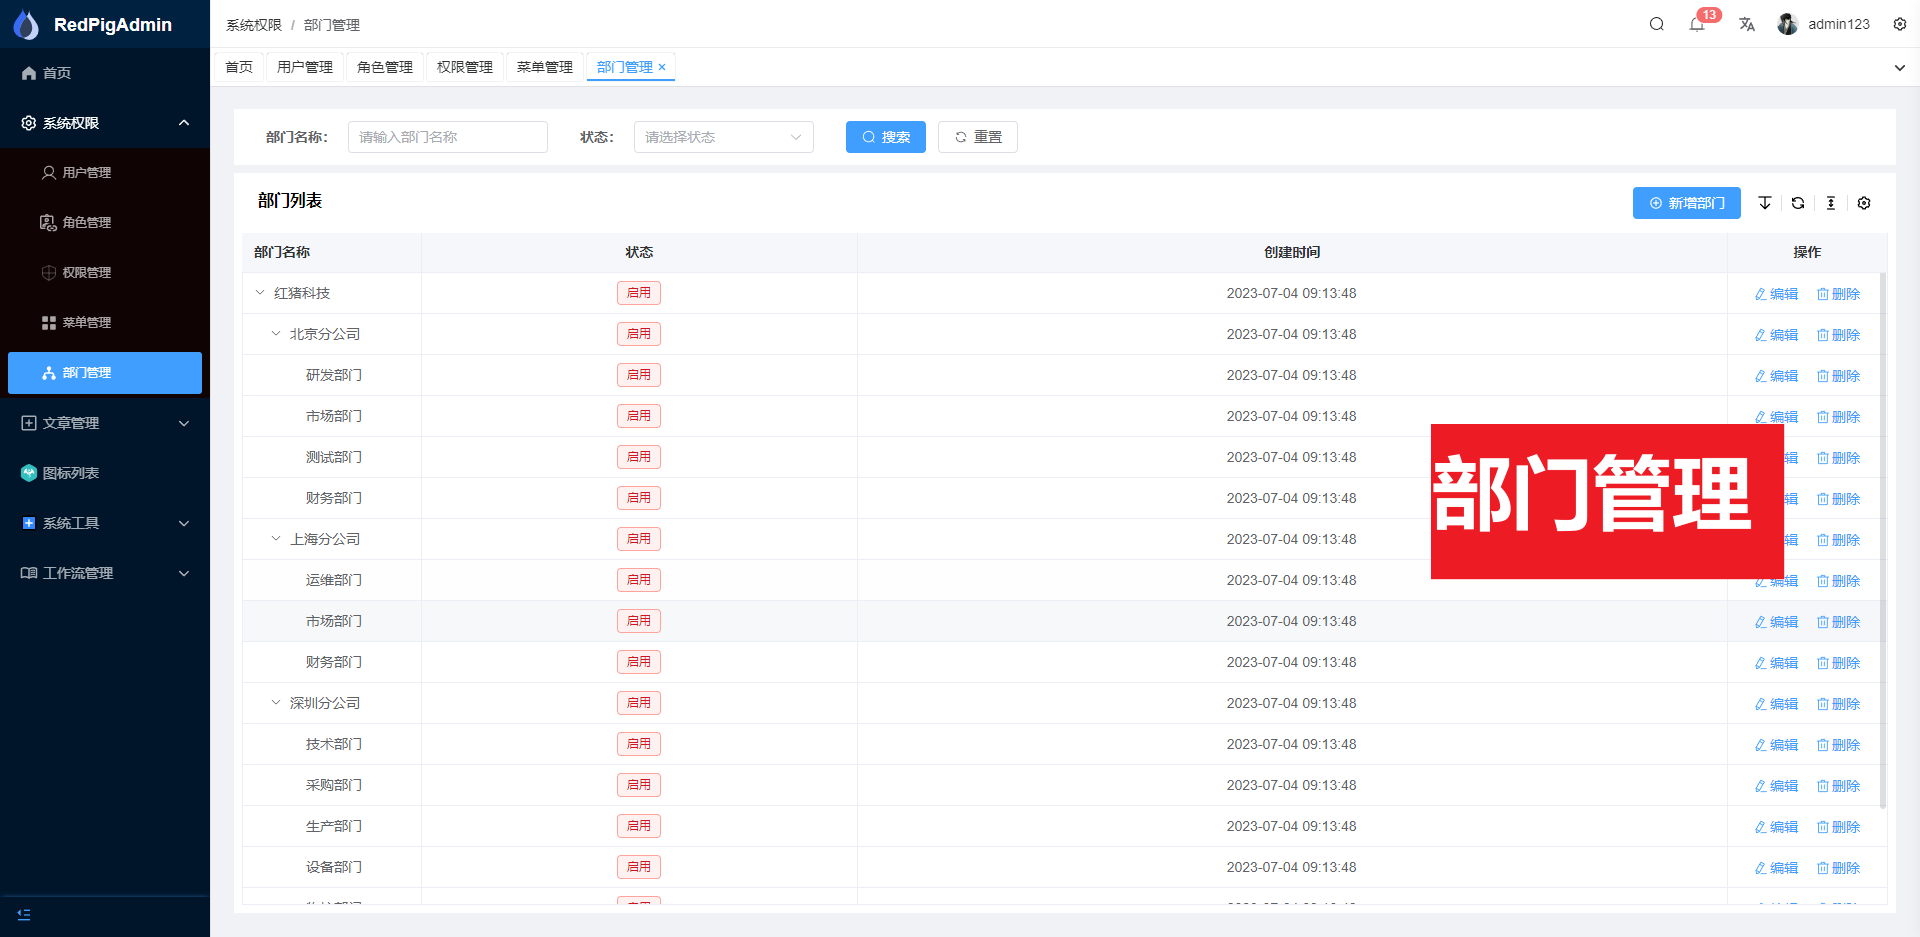 RedPigAdmin
系统权限 / 部门管理
13
admin123
首页
系统权限
用户管理
角色管理
权限管理
菜单管理
部门管理
文章管理
图标列表
系统工具
工作流管理
首页 用户管理 角色管理 权限管理 菜单管理 部门管理 ×
部门名称： 请输入部门名称 状态： 请选择状态 搜索 重置
部门列表
新增部门
部门名称 状态 创建时间 操作
红猪科技 启用 2023-07-04 09:13:48 编辑 删除
北京分公司 启用 2023-07-04 09:13:48 编辑 删除
研发部门 启用 2023-07-04 09:13:48 编辑 删除
市场部门 启用 2023-07-04 09:13:48 编辑 删除
测试部门 启用 2023-07-04 09:13:48 辑 删除
财务部门 启用 2023-07-04 09:13:48 辑 删除
部门管理
上海分公司 启用 2023-07-04 09:13:48 辑 删除
运维部门 启用 2023-07-04 09:13:48 编辑 删除
市场部门 启用 2023-07-04 09:13:48 编辑 删除
财务部门 启用 2023-07-04 09:13:48 编辑 删除
深圳分公司 启用 2023-07-04 09:13:48 编辑 删除
技术部门 启用 2023-07-04 09:13:48 编辑 删除
采购部门 启用 2023-07-04 09:13:48 编辑 删除
生产部门 启用 2023-07-04 09:13:48 编辑 删除
设备部门 启用 2023-07-04 09:13:48 编辑 删除